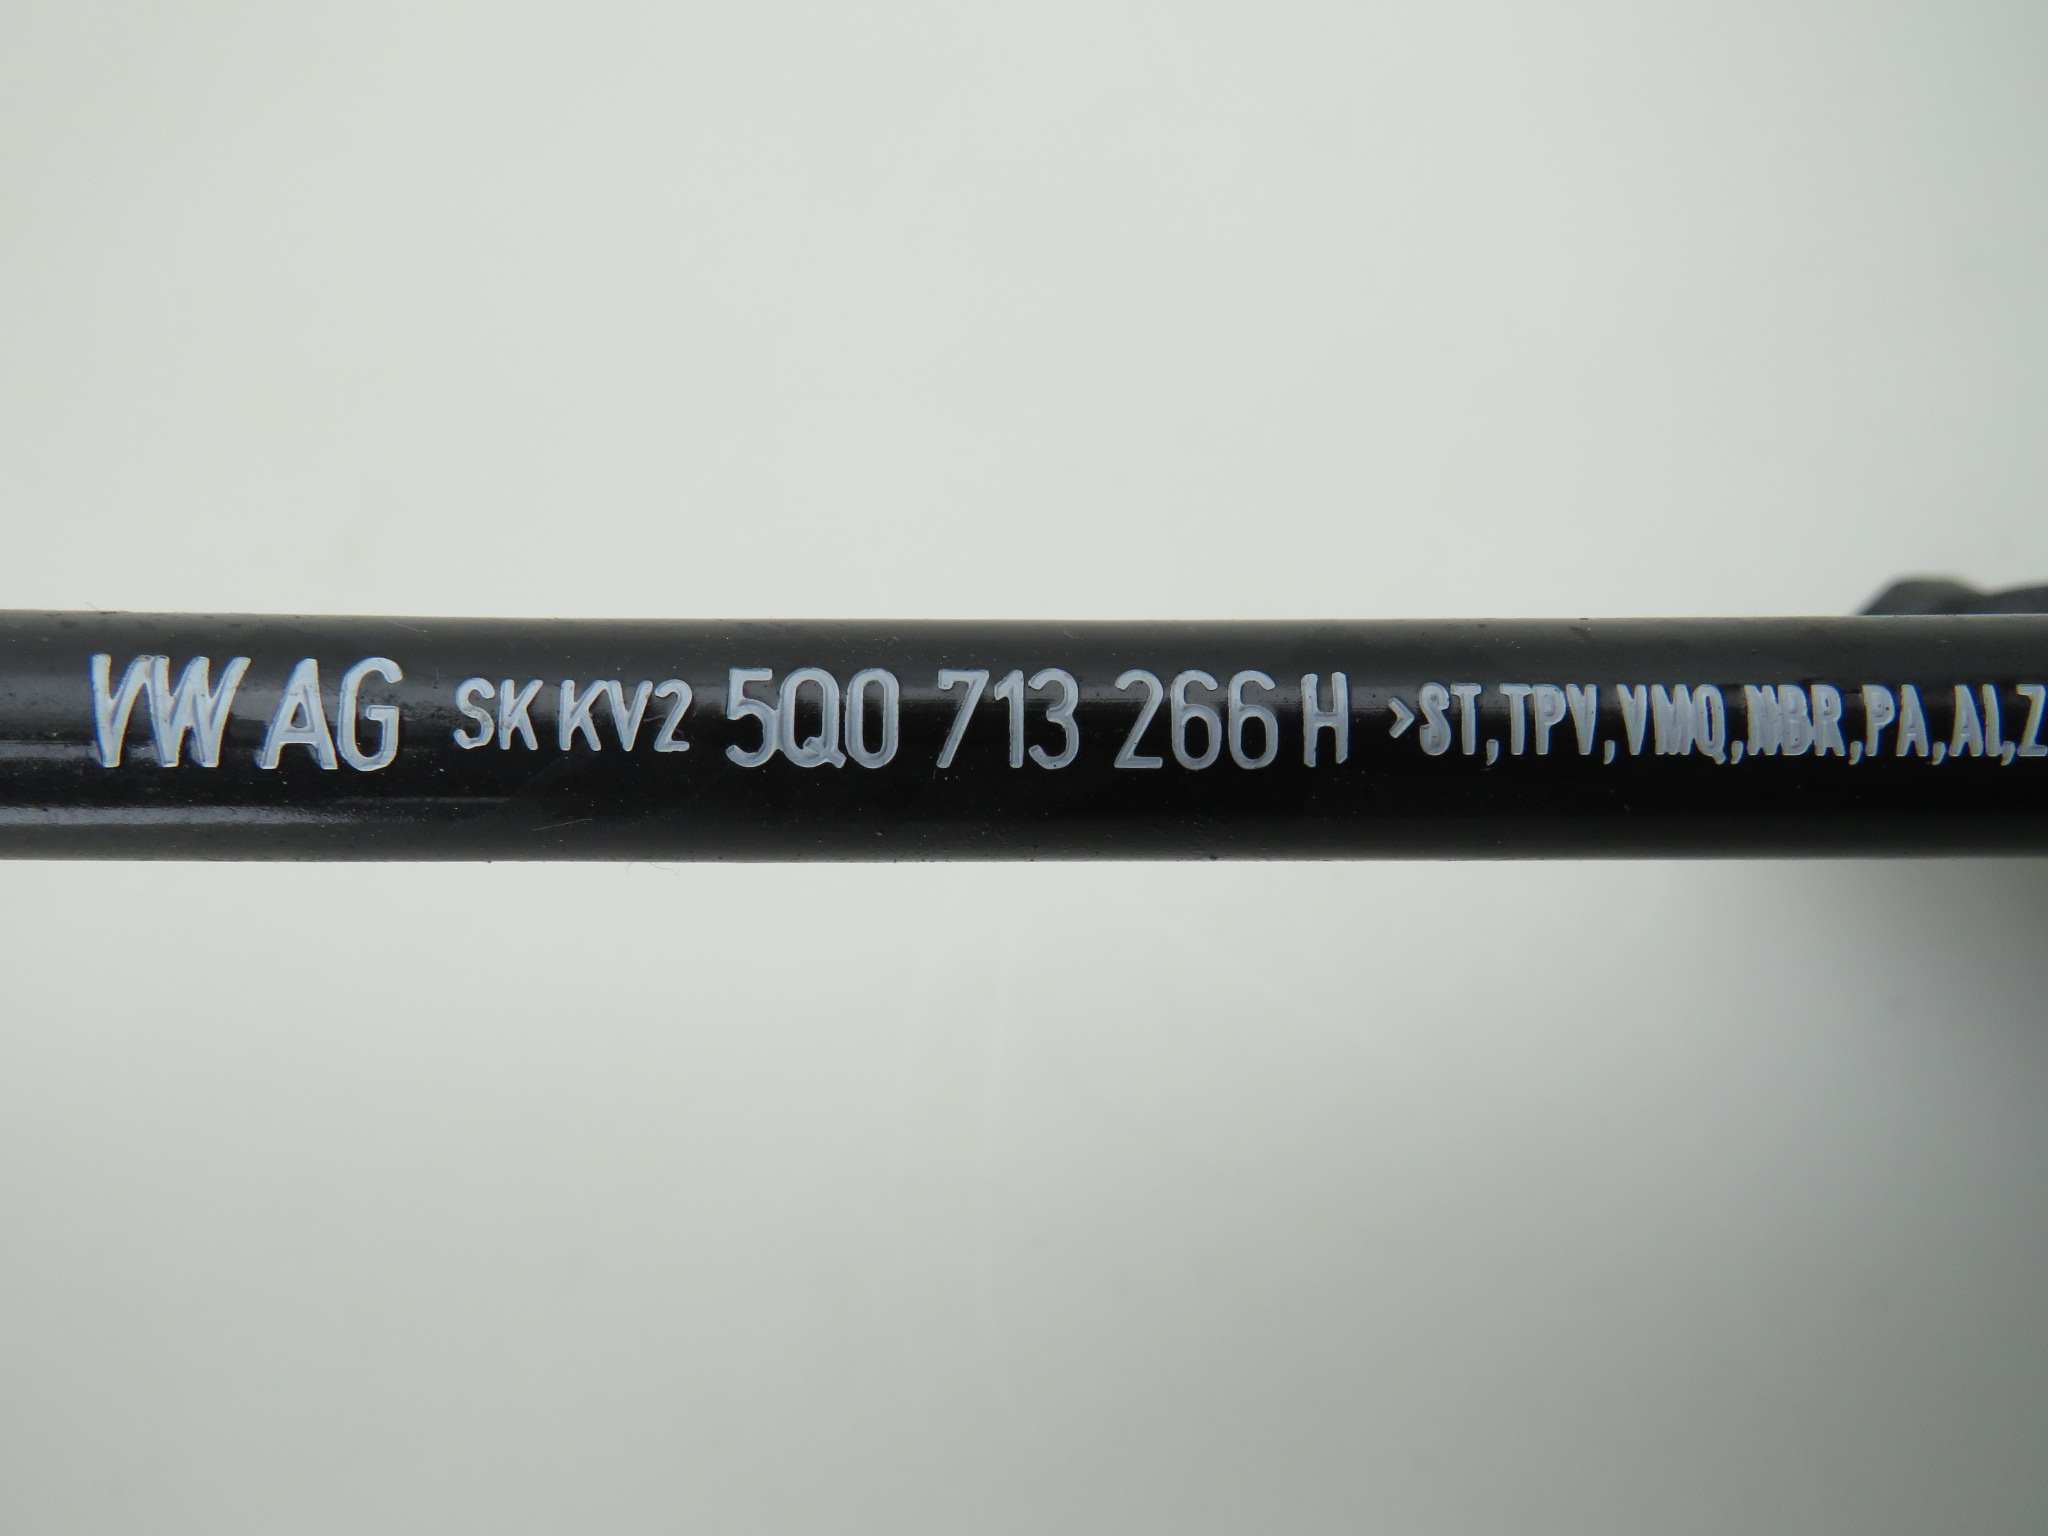 VW AG SK KV2 5Q0 713 266 H >ST,TPV,VMQ,NBR,PA,Al,Z